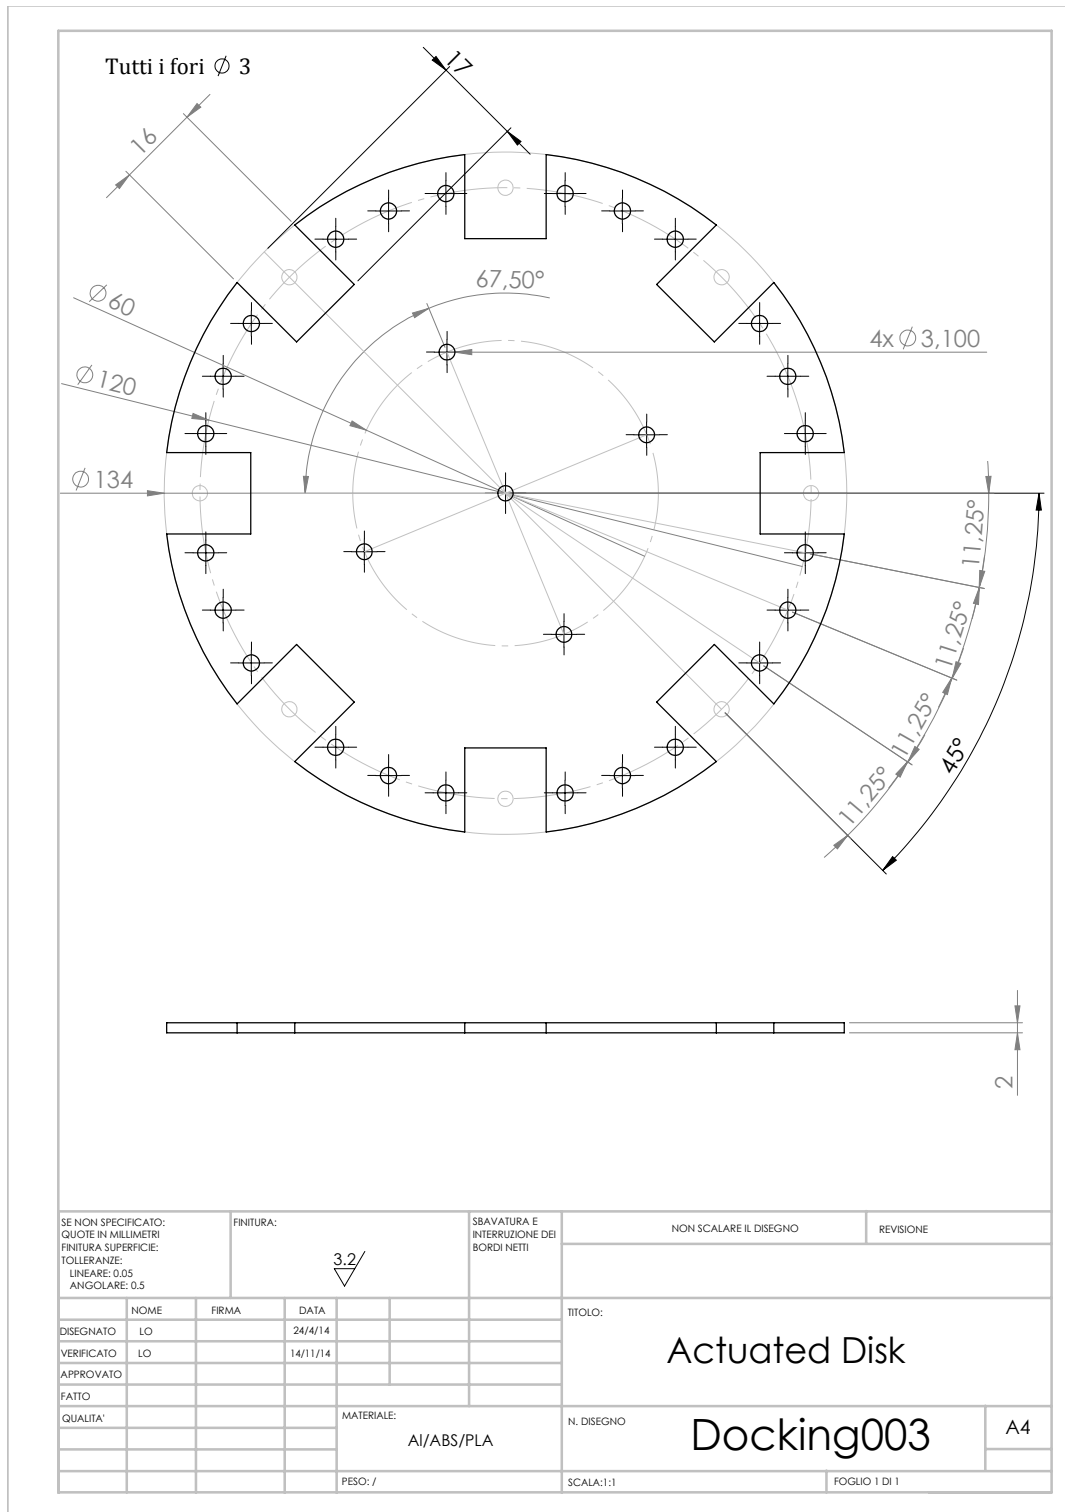 Tutti i fori ∅ 3
17
16
67,50°
∅60
4x ∅3,100
∅120
∅134
11,25°
11,25°
11,25°
11,25°
45°
2
SE NON SPECIFICATO:
QUOTE IN MILLIMETRI
FINITURA SUPERFICIE:
TOLLERANZE:
LINEARE: 0.05
ANGOLARE: 0.5
FINITURA:
3.2
SBAVATURA E
INTERRUZIONE DEI
BORDI NETTI
NON SCALARE IL DISEGNO
REVISIONE
NOME FIRMA DATA
DISEGNATO LO 24/4/14
VERIFICATO LO 14/11/14
APPROVATO
FATTO
QUALITA'
TITOLO:
Actuated Disk
MATERIALE:
Al/ABS/PLA
N. DISEGNO
Docking003
A4
PESO: /
SCALA:1:1
FOGLIO 1 DI 1